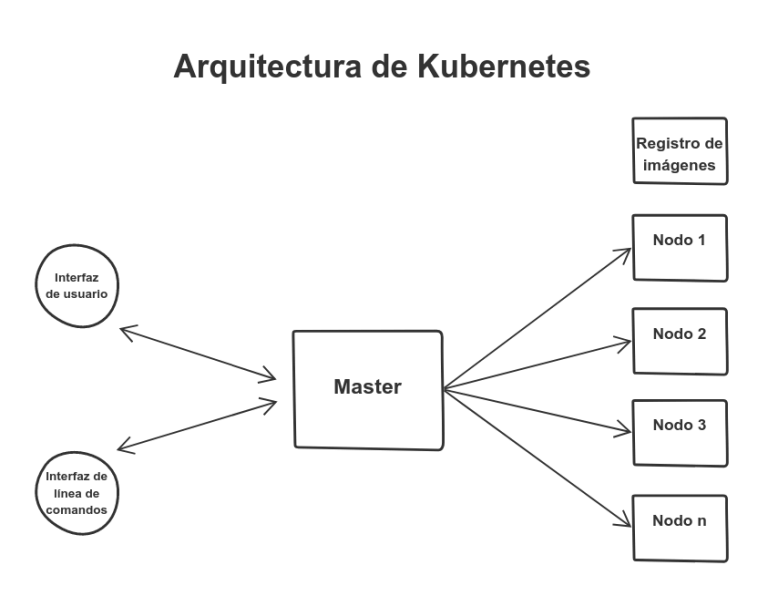 Arquitectura de Kubernetes
Registro de
imágenes
Nodo 1
Interfaz
de usuario
Nodo 2
Master
Nodo 3
Interfaz de
línea de
comandos
Nodo n